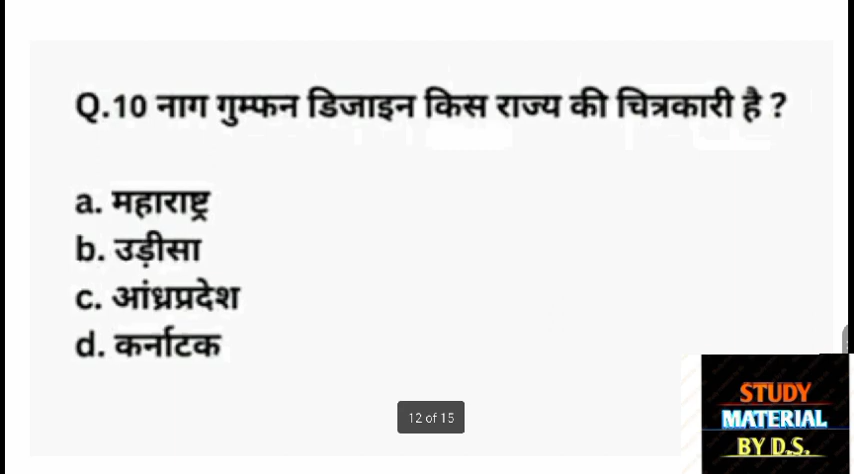 Q.10 नाग गुम्फन डिजाइन किस राज्य की चित्रकारी है ?
a. महाराष्ट्र
b. उड़ीसा
c. आंध्रप्रदेश
d. कर्नाटक
12 of 15
STUDY
MATERIAL
BY D.S.